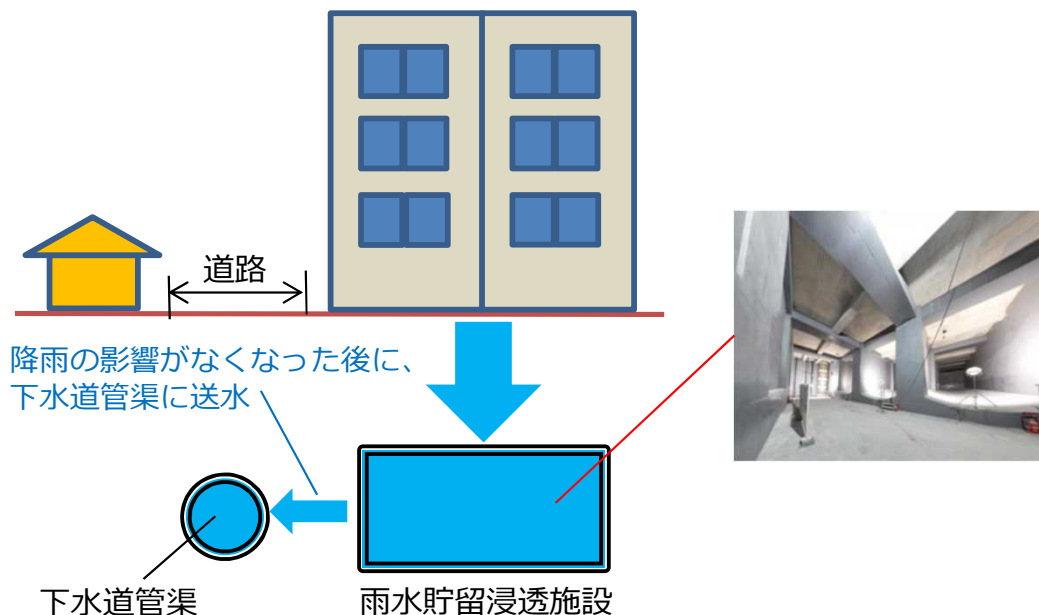 道路
降雨の影響がなくなった後に、
下水道管渠に送水
下水道管渠
雨水貯留浸透施設